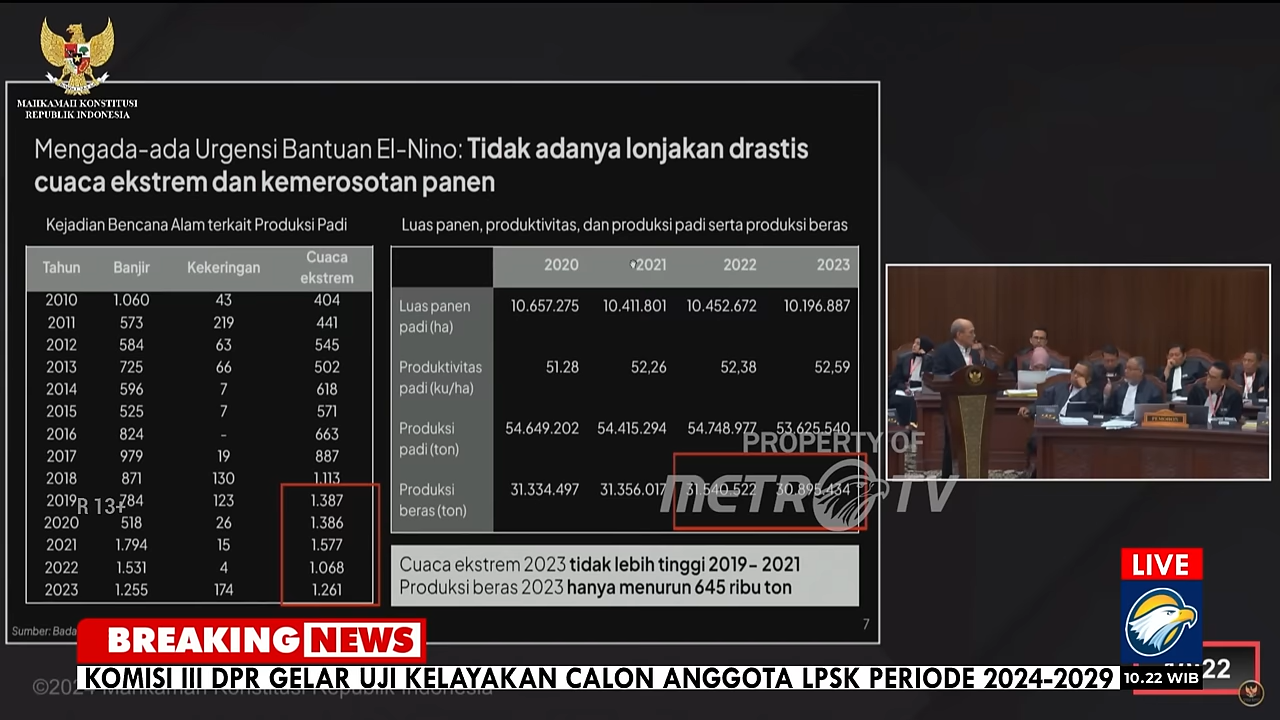 MAHKAMAH KONSTITUSI
REPUBLIK INDONESIA
Mengada-ada Urgensi Bantuan El-Nino: Tidak adanya lonjakan drastis
cuaca ekstrem dan kemerosotan panen
Kejadian Bencana Alam terkait Produksi Padi
Tahun Banjir Kekeringan Cuaca ekstrem
2010 1.060 43 404
2011 573 219 441
2012 584 63 545
2013 725 66 502
2014 596 7 618
2015 525 7 571
2016 824 - 663
2017 979 19 887
2018 871 130 1.113
2019 784 123 1.387
2020 518 26 1.386
2021 1.794 15 1.577
2022 1.531 4 1.068
2023 1.255 174 1.261
R 13+
Luas panen, produktivitas, dan produksi padi serta produksi beras
2020 2021 2022 2023
Luas panen padi (ha) 10.657.275 10.411.801 10.452.672 10.196.887
Produktivitas padi (ku/ha) 51.28 52,26 52,38 52,59
Produksi padi (ton) 54.649.202 54.415.294 54.748.977 53.625.540
Produksi beras (ton) 31.334.497 31.356.017 31.540.522 30.895.434
PROPERTY OF
METRO TV
Cuaca ekstrem 2023 tidak lebih tinggi 2019 - 2021
Produksi beras 2023 hanya menurun 645 ribu ton
Sumber: Bada
7
PEMOHON
LIVE
BREAKING NEWS
KOMISI III DPR GELAR UJI KELAYAKAN CALON ANGGOTA LPSK PERIODE 2024-2029
10.22 WIB
22
Mahkamah Konstitusi Republik Indonesia